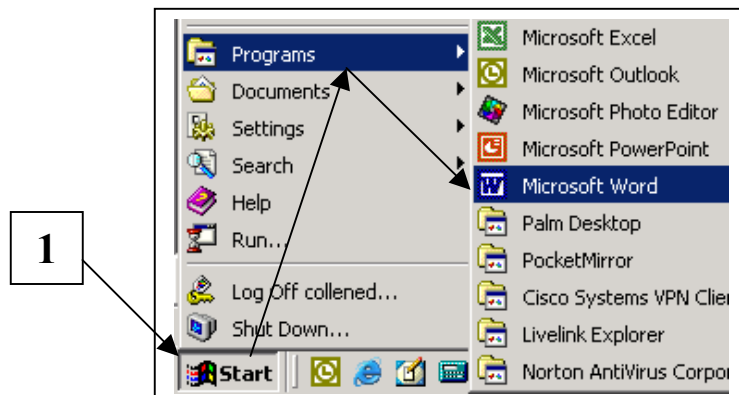 Programs
Documents
Settings
Search
Help
Run...
Log Off collened...
Shut Down...
Start
1
Microsoft Excel
Microsoft Outlook
Microsoft Photo Editor
Microsoft PowerPoint
Microsoft Word
Palm Desktop
PocketMirror
Cisco Systems VPN Clie
Livelink Explorer
Norton AntiVirus Corpor